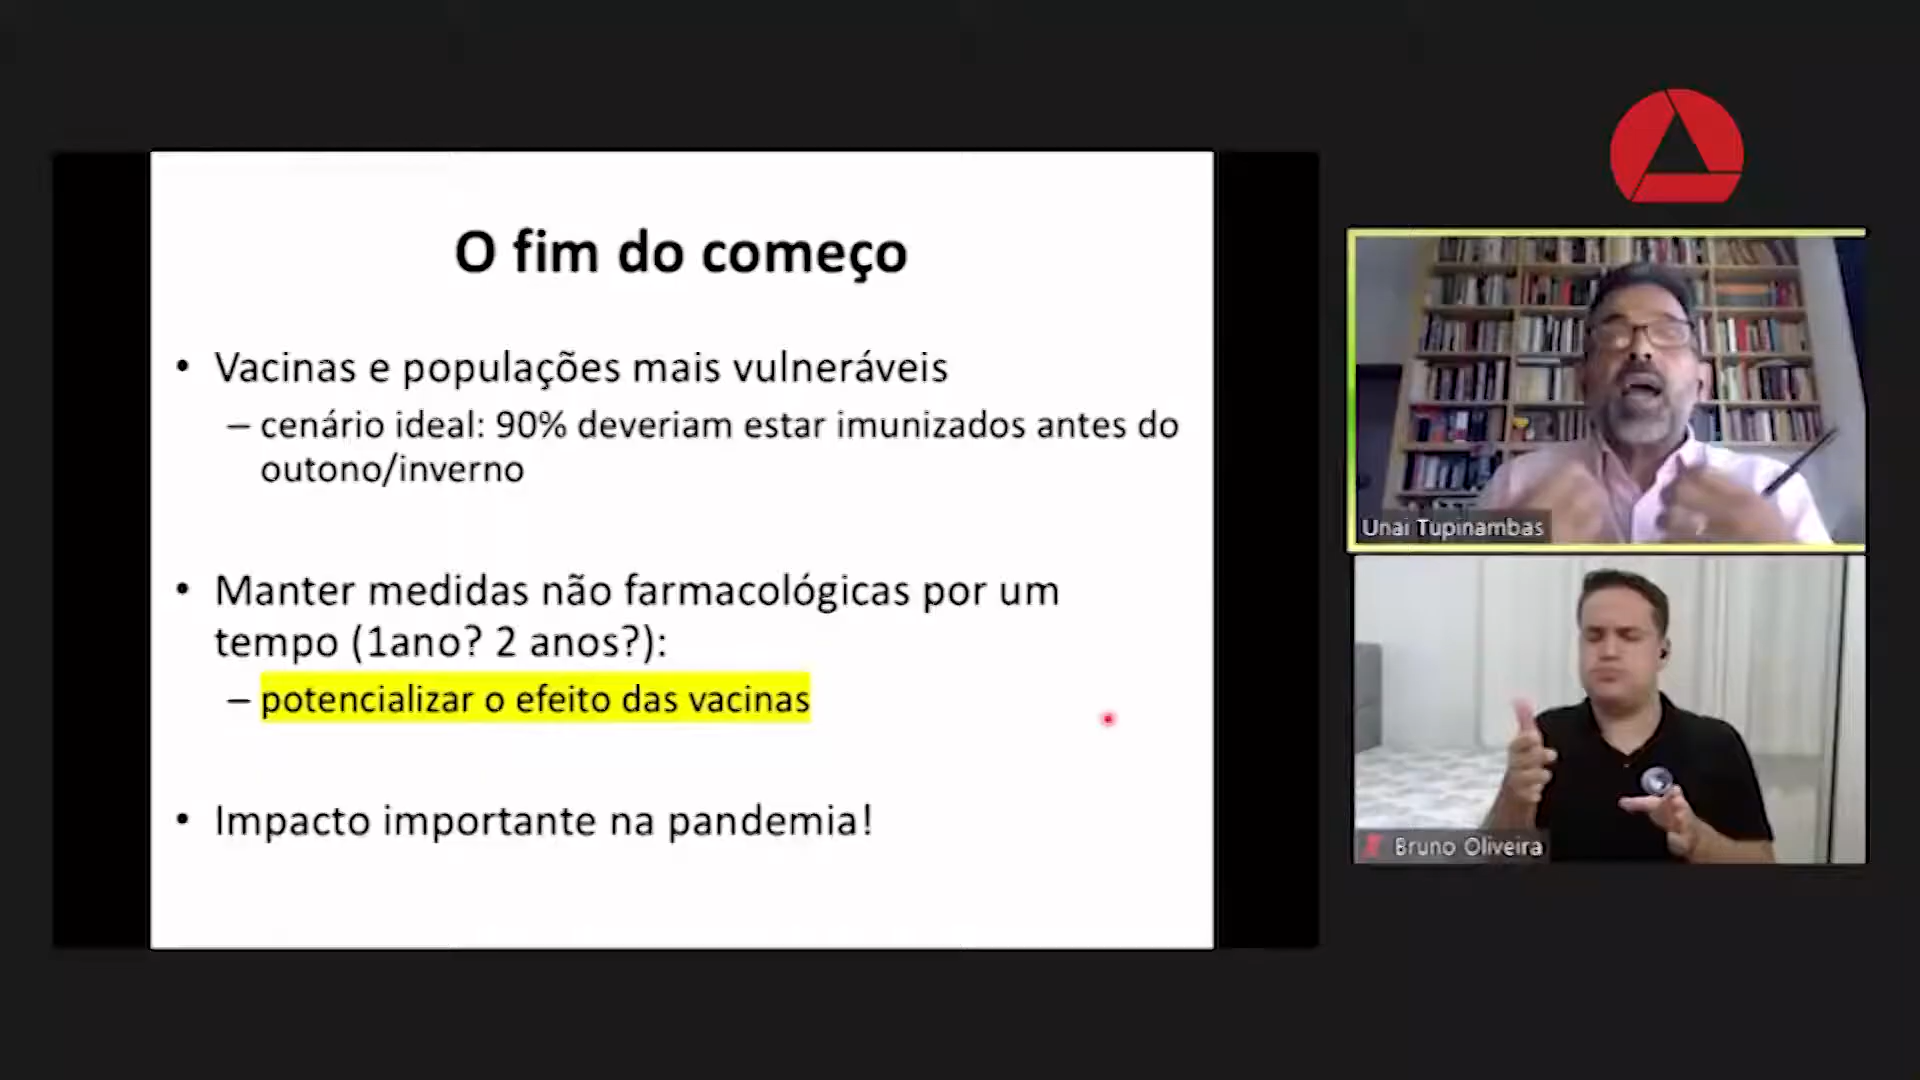 O fim do começo
• Vacinas e populações mais vulneráveis
– cenário ideal: 90% deveriam estar imunizados antes do
outono/inverno
• Manter medidas não farmacológicas por um
tempo (1ano? 2 anos?):
– potencializar o efeito das vacinas
• Impacto importante na pandemia!
Unai Tupinambas
Bruno Oliveira